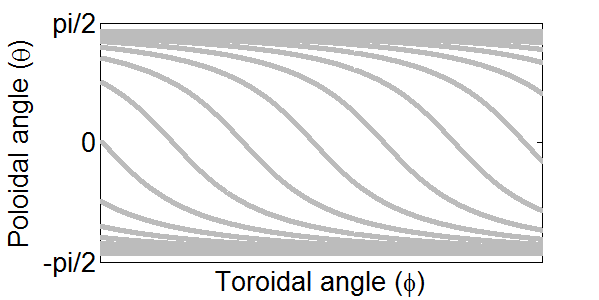 pi/2
Poloidal angle (θ)
0
-pi/2
Toroidal angle (ϕ)